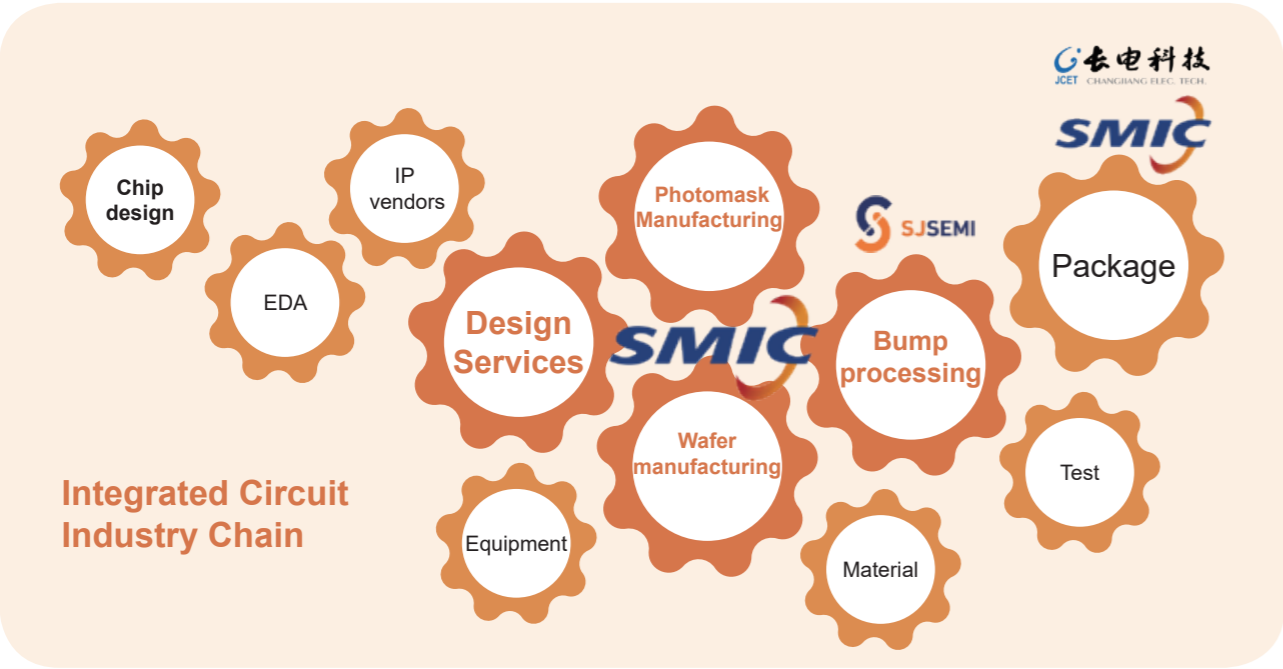 长电科技
JCET CHANGJIANG ELEC. TECH.
SMIC
Chip
design
IP
vendors
EDA
Photomask
Manufacturing
SJSEMI
Package
Design
Services
SMIC
Bump
processing
Wafer
manufacturing
Test
Integrated Circuit
Industry Chain
Equipment
Material